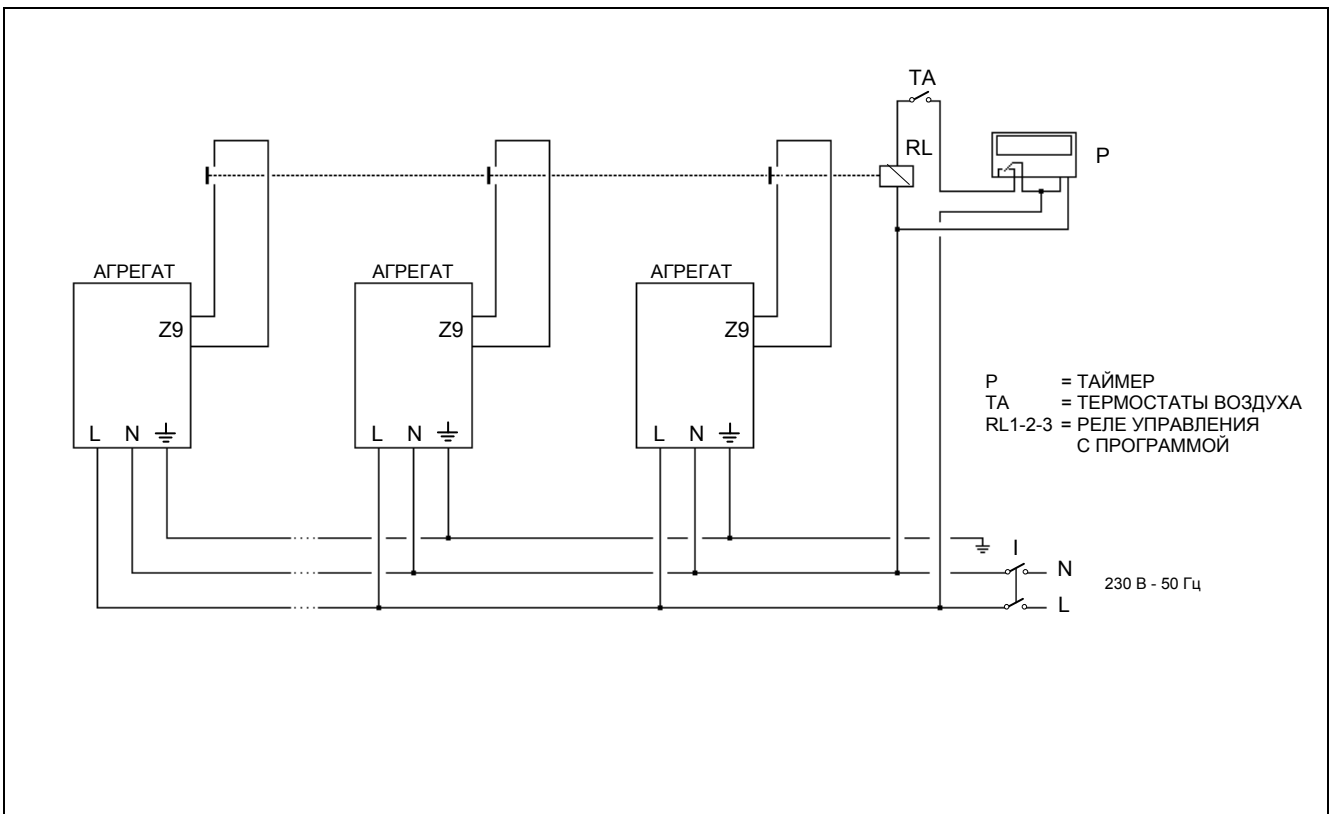 TA
RL
P
АГРЕГАТ
АГРЕГАТ
АГРЕГАТ
Z9
Z9
Z9
L N
L N
L N
P = ТАЙМЕР
TA = ТЕРМОСТАТЫ ВОЗДУХА
RL1-2-3 = РЕЛЕ УПРАВЛЕНИЯ
С ПРОГРАММОЙ
I
N
230 В - 50 Гц
L